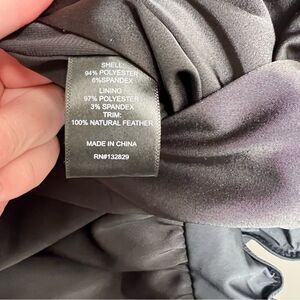 SHELL:
94% POLYESTER
6%SPANDEX
LINING
97% POLYESTER
3% SPANDEX
TRIM:
100% NATURAL FEATHER
MADE IN CHINA
RN#132829